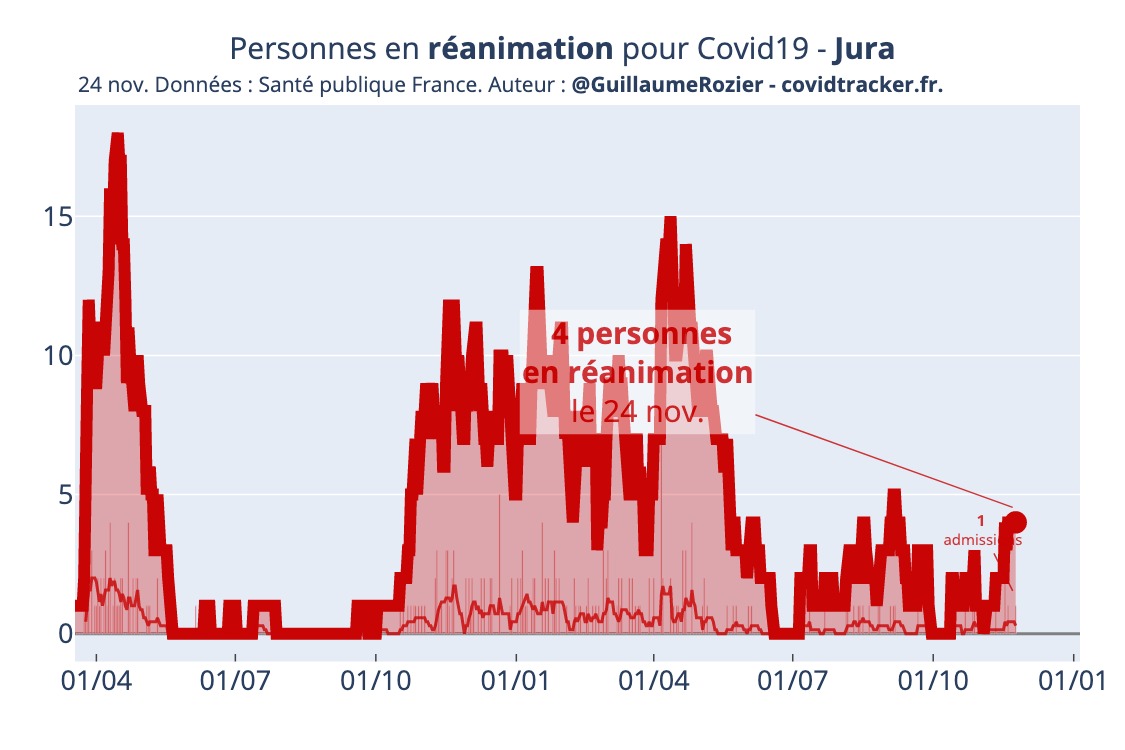 Personnes en réanimation pour Covid19 - Jura
24 nov. Données : Santé publique France. Auteur : @GuillaumeRozier - covidtracker.fr.
15
10
5
0
4 personnes
en réanimation
le 24 nov.
1
admissions
01/04
01/07
01/10
01/01
01/04
01/07
01/10
01/01